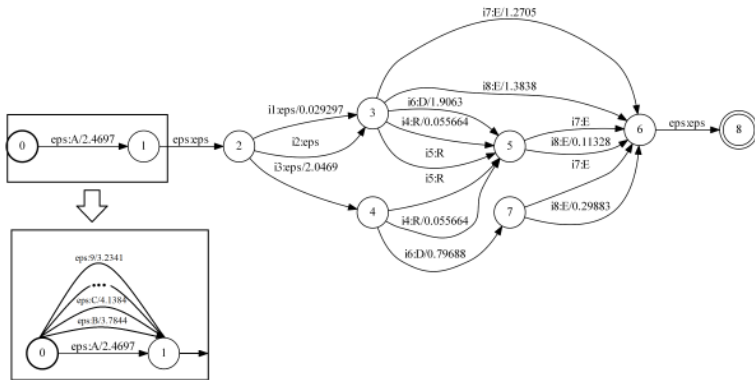 i7:E/1.2705
i8:E/1.3838
i6:D/1.9063
i1:eps/0.029297
i4:R/0.055664
3
i7:E
6
eps:eps
8
eps:A/2.4697
0
1
eps:eps
2
i2:eps
5
i8:E/0.11328
i5:R
i7:E
i3:eps/2.0469
i5:R
4
7
i8:E/0.29883
i4:R/0.055664
i6:D/0.79688
eps:9/3.2341
...
eps:C/4.1384
eps:B/3.7844
0
eps:A/2.4697
1